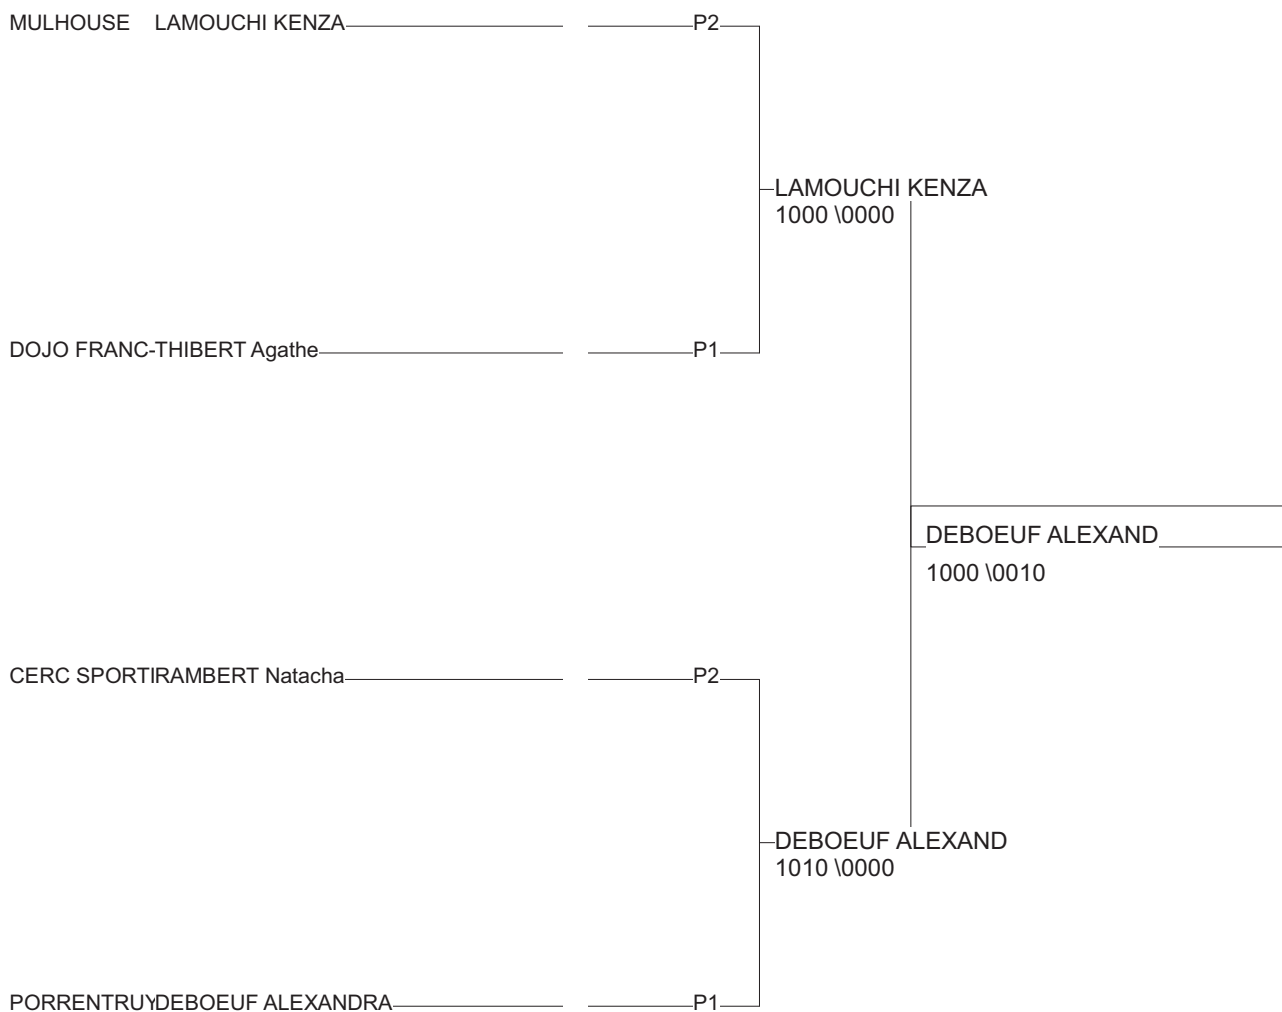 MULHOUSE LAMOUCHI KENZA P2
LAMOUCHI KENZA
1000 \0000
DOJO FRANC-THIBERT Agathe P1
DEBOEUF ALEXAND
1000 \0010
CERC SPORTIRAMBERT Natacha P2
DEBOEUF ALEXAND
1010 \0000
PORRENTRUYDEBOEUF ALEXANDRA P1